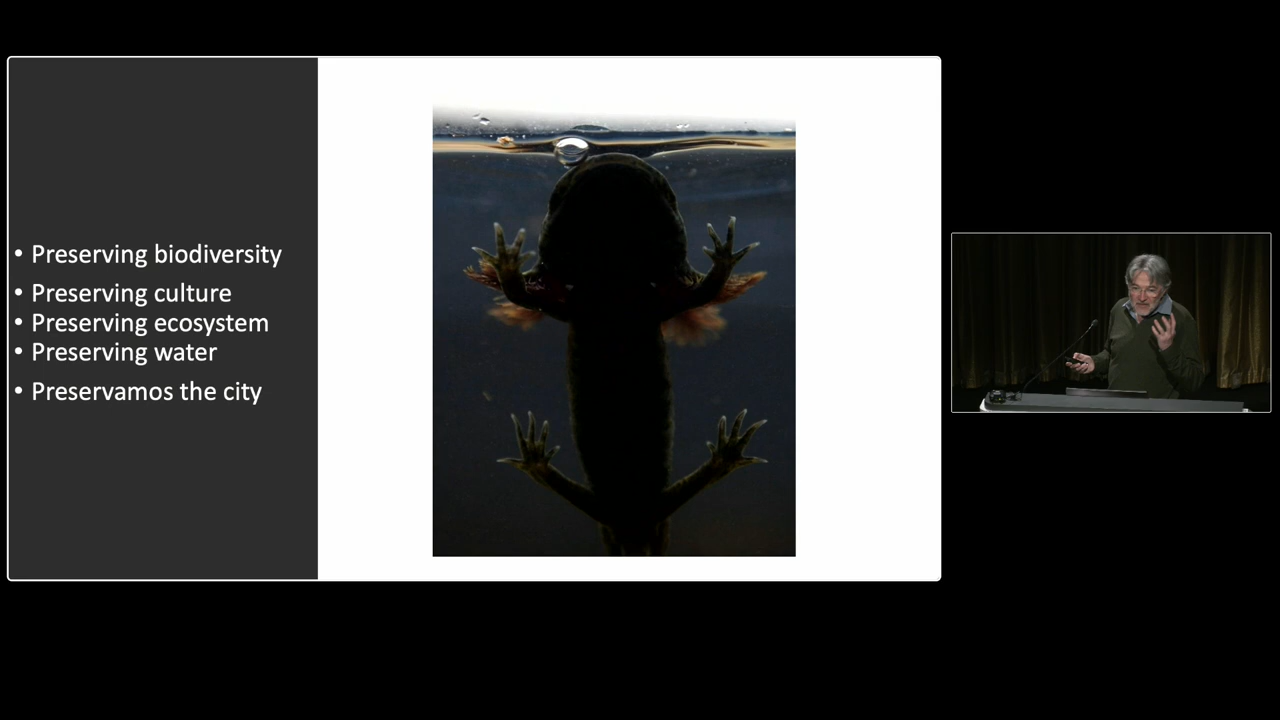 • Preserving biodiversity
• Preserving culture
• Preserving ecosystem
• Preserving water
• Preservamos the city